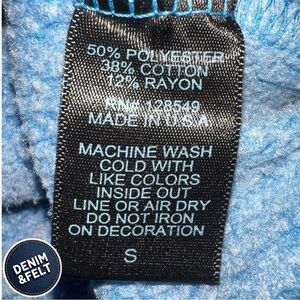 50% POLYESTER
38% COTTON
12% RAYON
RN# 128549
MADE IN U.S.A
MACHINE WASH
COLD WITH
LIKE COLORS
INSIDE OUT
LINE OR AIR DRY
DO NOT IRON
ON DECORATION
S
DENIM
&FELT